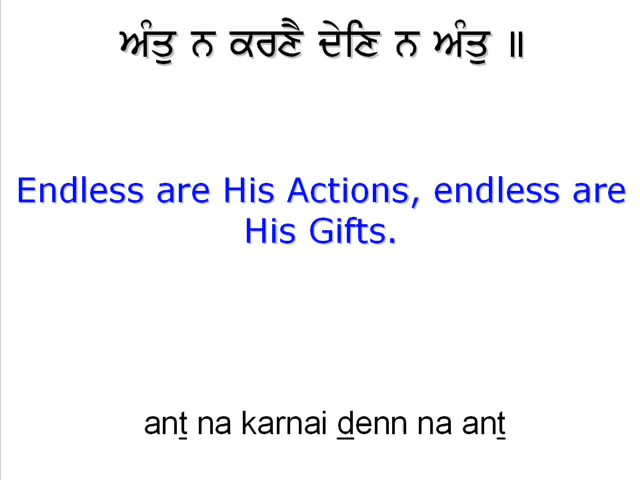 ਅੰਤੁ ਨ ਕਰਣੈ ਦੇਣਿ ਨ ਅੰਤੁ ॥
Endless are His Actions, endless are
His Gifts.
anṯ na karnai ḏenn na anṯ